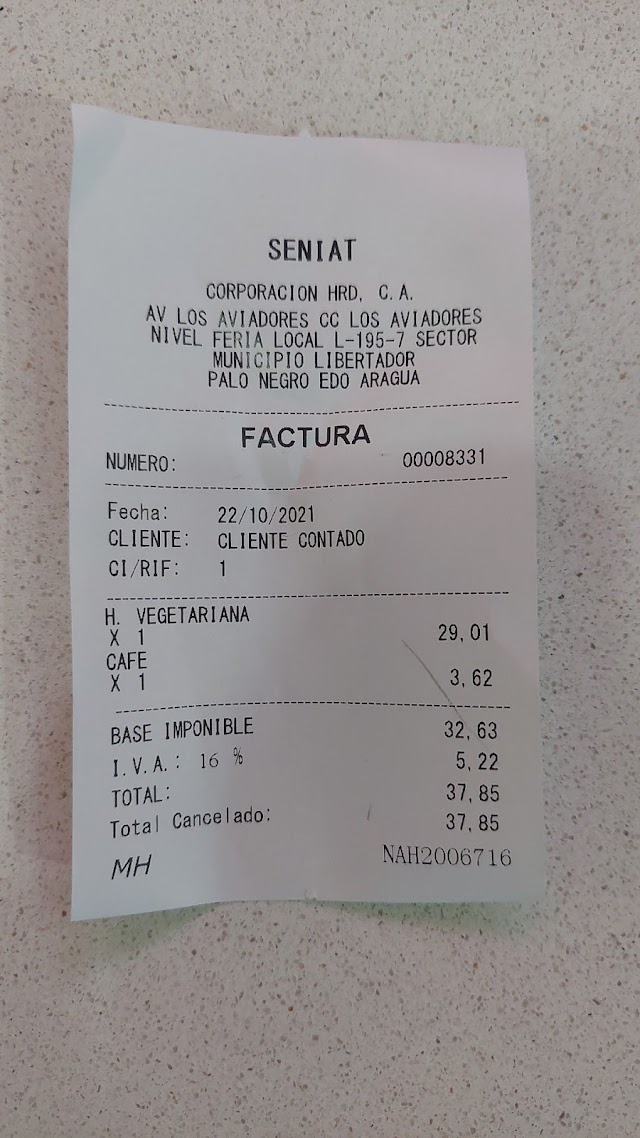 SENIAT
CORPORACION HRD, C.A.
AV LOS AVIADORES CC LOS AVIADORES
NIVEL FERIA LOCAL L-195-7 SECTOR
MUNICIPIO LIBERTADOR
PALO NEGRO EDO ARAGUA
FACTURA
NUMERO: 00008331
Fecha: 22/10/2021
CLIENTE: CLIENTE CONTADO
CI/RIF: 1
H. VEGETARIANA
X 1 29,01
CAFE
X 1 3,62
BASE IMPONIBLE 32,63
I.V.A.: 16 % 5,22
TOTAL: 37,85
Total Cancelado: 37,85
MH NAH2006716